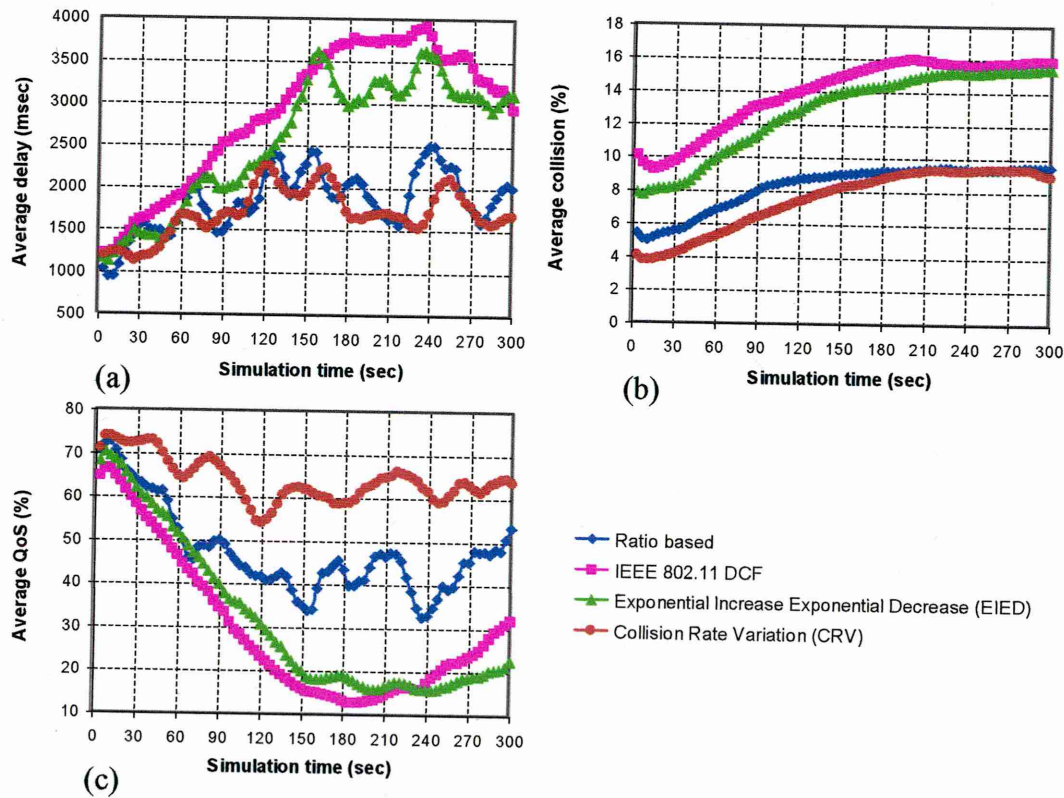 4000
3500
3000
2500
2000
1500
1000
500
Average delay (msec)
0 30 60 90 120 150 180 210 240 270 300
Simulation time (sec)
(a)
18
16
14
12
10
8
6
4
2
0
Average collision (%)
0 30 60 90 120 150 180 210 240 270 300
Simulation time (sec)
(b)
80
70
60
50
40
30
20
10
Average QoS (%)
0 30 60 90 120 150 180 210 240 270 300
Simulation time (sec)
(c)
Ratio based
IEEE 802.11 DCF
Exponential Increase Exponential Decrease (EIED)
Collision Rate Variation (CRV)